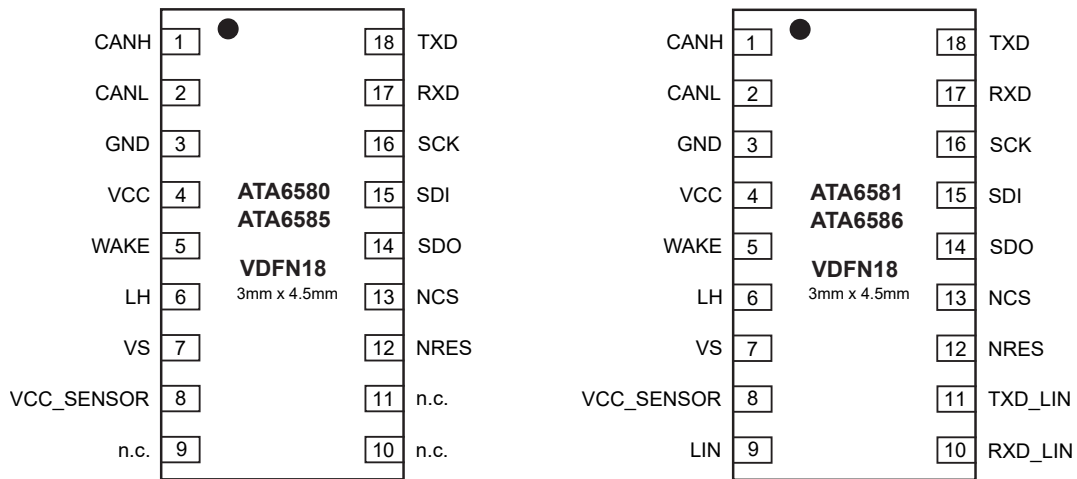 CANH 1 18 TXD
CANL 2 17 RXD
GND 3 16 SCK
VCC 4 15 SDI
ATA6580
ATA6585
WAKE 5 14 SDO
VDFN18
3mm x 4.5mm
LH 6 13 NCS
VS 7 12 NRES
VCC_SENSOR 8 11 n.c.
n.c. 9 10 n.c.
CANH 1 18 TXD
CANL 2 17 RXD
GND 3 16 SCK
VCC 4 15 SDI
ATA6581
ATA6586
WAKE 5 14 SDO
VDFN18
3mm x 4.5mm
LH 6 13 NCS
VS 7 12 NRES
VCC_SENSOR 8 11 TXD_LIN
LIN 9 10 RXD_LIN